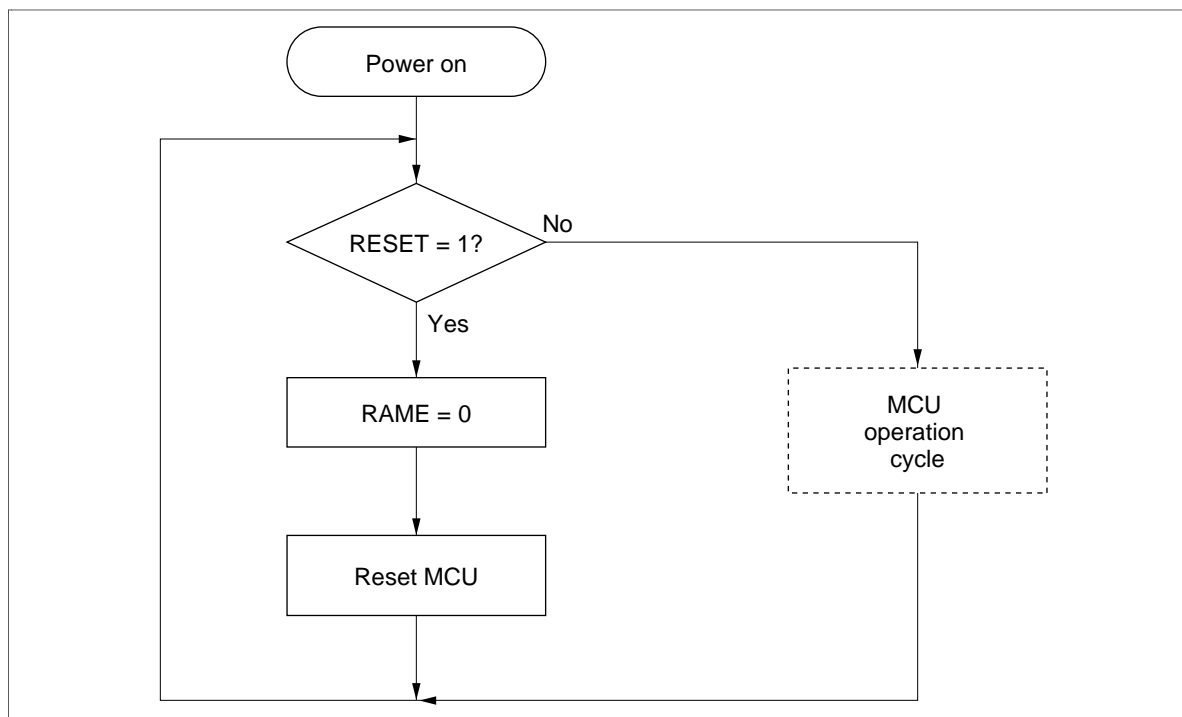 Power on
RESET = 1?
No
Yes
RAME = 0
MCU
operation
cycle
Reset MCU